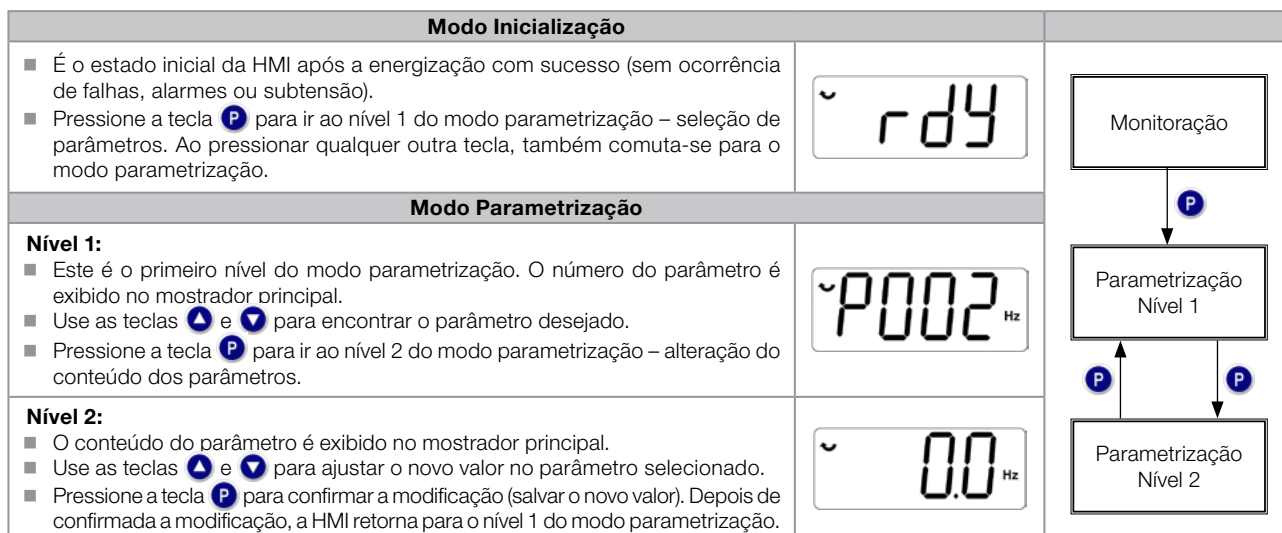 Modo Inicialização
■ É o estado inicial da HMI após a energização com sucesso (sem ocorrência
de falhas, alarmes ou subtensão).
■ Pressione a tecla P para ir ao nível 1 do modo parametrização – seleção de
parâmetros. Ao pressionar qualquer outra tecla, também comuta-se para o
modo parametrização.
rdy
Modo Parametrização
Nível 1:
■ Este é o primeiro nível do modo parametrização. O número do parâmetro é
exibido no mostrador principal.
■ Use as teclas e para encontrar o parâmetro desejado.
■ Pressione a tecla P para ir ao nível 2 do modo parametrização – alteração do
conteúdo dos parâmetros.
P002 Hz
Nível 2:
■ O conteúdo do parâmetro é exibido no mostrador principal.
■ Use as teclas e para ajustar o novo valor no parâmetro selecionado.
■ Pressione a tecla P para confirmar a modificação (salvar o novo valor). Depois de
confirmada a modificação, a HMI retorna para o nível 1 do modo parametrização.
0.0 Hz
Monitoração
P
Parametrização
Nível 1
P P
Parametrização
Nível 2